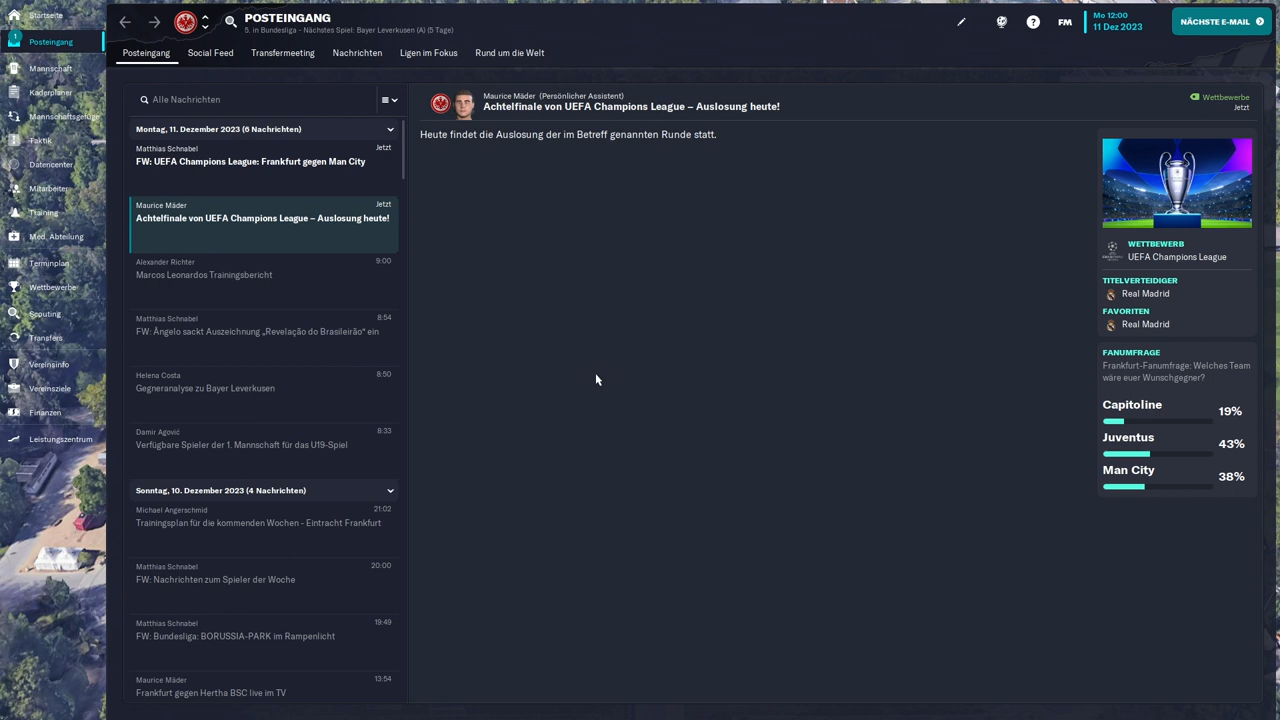 Startseite
1
Posteingang
Mannschaft
Kaderplaner
Mannschaftsgefüge
Taktik
Datencenter
Mitarbeiter
Training
Med. Abteilung
Terminplan
Wettbewerbe
Scouting
Transfers
Vereinsinfo
Vereinsziele
Finanzen
Leistungszentrum
POSTEINGANG
5. in Bundesliga - Nächstes Spiel: Bayer Leverkusen (A) (5 Tage)
FM
Mo 12:00
11 Dez 2023
NÄCHSTE E-MAIL
Posteingang
Social Feed
Transfermeeting
Nachrichten
Ligen im Fokus
Rund um die Welt
Alle Nachrichten
Montag, 11. Dezember 2023 (6 Nachrichten)
Matthias Schnabel Jetzt
FW: UEFA Champions League: Frankfurt gegen Man City
Maurice Mäder Jetzt
Achtelfinale von UEFA Champions League – Auslosung heute!
Alexander Richter 9:00
Marcos Leonardos Trainingsbericht
Matthias Schnabel 8:54
FW: Ângelo sackt Auszeichnung „Revelação do Brasileirão“ ein
Helena Costa 8:50
Gegneranalyse zu Bayer Leverkusen
Damir Agović 8:33
Verfügbare Spieler der 1. Mannschaft für das U19-Spiel
Sonntag, 10. Dezember 2023 (4 Nachrichten)
Michael Angerschmid 21:02
Trainingsplan für die kommenden Wochen - Eintracht Frankfurt
Matthias Schnabel 20:00
FW: Nachrichten zum Spieler der Woche
Matthias Schnabel 19:49
FW: Bundesliga: BORUSSIA-PARK im Rampenlicht
Maurice Mäder 13:54
Frankfurt gegen Hertha BSC live im TV
Maurice Mäder (Persönlicher Assistent)
Achtelfinale von UEFA Champions League – Auslosung heute!
Wettbewerbe
Jetzt
Heute findet die Auslosung der im Betreff genannten Runde statt.
WETTBEWERB
UEFA Champions League
TITELVERTEIDIGER
Real Madrid
FAVORITEN
Real Madrid
FANUMFRAGE
Frankfurt-Fanumfrage: Welches Team
wäre euer Wunschgegner?
Capitoline 19%
Juventus 43%
Man City 38%